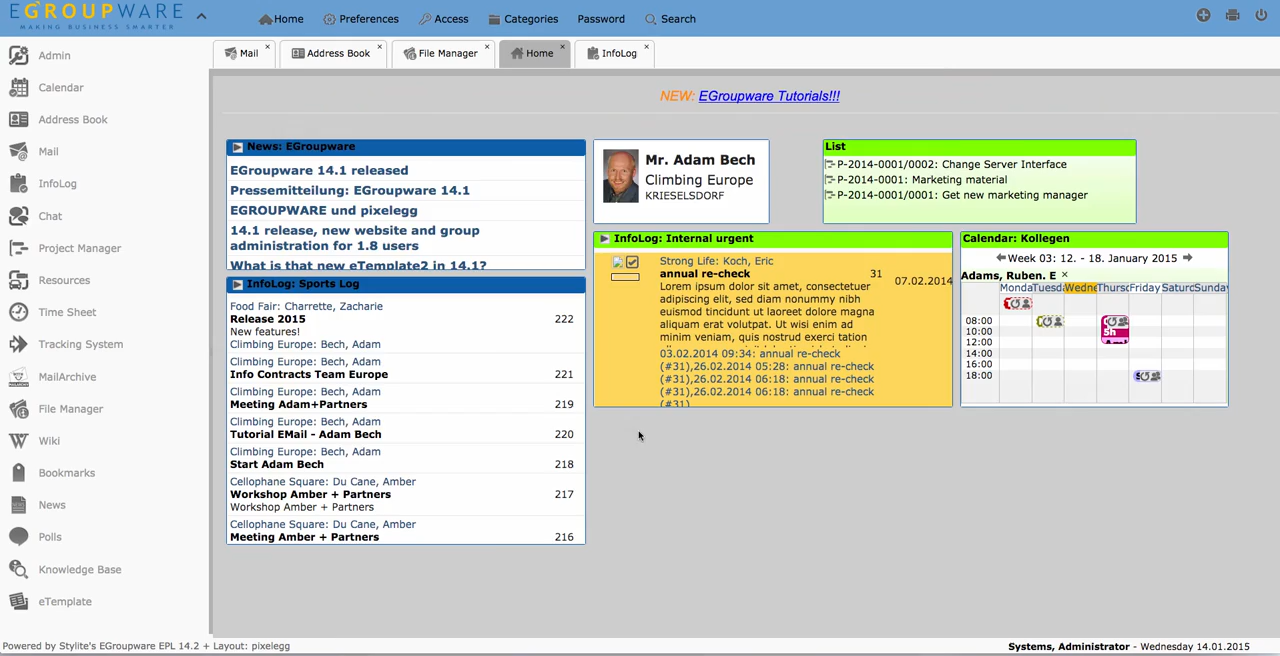 EGROUPWARE
MAKING BUSINESS SMARTER
Home
Preferences
Access
Categories
Password
Search
Admin
Calendar
Address Book
Mail
InfoLog
Chat
Project Manager
Resources
Time Sheet
Tracking System
MailArchive
File Manager
Wiki
Bookmarks
News
Polls
Knowledge Base
eTemplate
Mail
Address Book
File Manager
Home
InfoLog
NEW: EGroupware Tutorials!!!
News: EGroupware
EGroupware 14.1 released
Pressemitteilung: EGroupware 14.1
EGROUPWARE und pixelegg
14.1 release, new website and group
administration for 1.8 users
What is that new eTemplate2 in 14.1?
InfoLog: Sports Log
Food Fair: Charrette, Zacharie
Release 2015 222
New features!
Climbing Europe: Bech, Adam
Climbing Europe: Bech, Adam
Info Contracts Team Europe 221
Climbing Europe: Bech, Adam
Meeting Adam+Partners 219
Climbing Europe: Bech, Adam
Tutorial EMail - Adam Bech 220
Climbing Europe: Bech, Adam
Start Adam Bech 218
Cellophane Square: Du Cane, Amber
Workshop Amber + Partners 217
Workshop Amber + Partners
Cellophane Square: Du Cane, Amber
Meeting Amber + Partners 216
Mr. Adam Bech
Climbing Europe
KRIESELSDORF
List
P-2014-0001/0002: Change Server Interface
P-2014-0001: Marketing material
P-2014-0001/0001: Get new marketing manager
InfoLog: Internal urgent
Strong Life: Koch, Eric
annual re-check 31 07.02.2014
Lorem ipsum dolor sit amet, consectetuer
adipiscing elit, sed diam nonummy nibh
euismod tincidunt ut laoreet dolore magna
aliquam erat volutpat. Ut wisi enim ad
minim veniam, quis nostrud exerci tation
03.02.2014 09:34: annual re-check
(#31),26.02.2014 05:28: annual re-check
(#31),26.02.2014 06:18: annual re-check
(#31),26.02.2014 06:18: annual re-check
(#31)
Calendar: Kollegen
Week 03: 12. - 18. January 2015
Adams, Ruben. E ×
Monda Tuesda Wedne Thursc Friday Saturc Sunday
08:00
10:00
12:00
14:00
16:00
18:00
Sh
Powered by Stylite's EGroupware EPL 14.2 + Layout: pixelegg
Systems, Administrator - Wednesday 14.01.2015